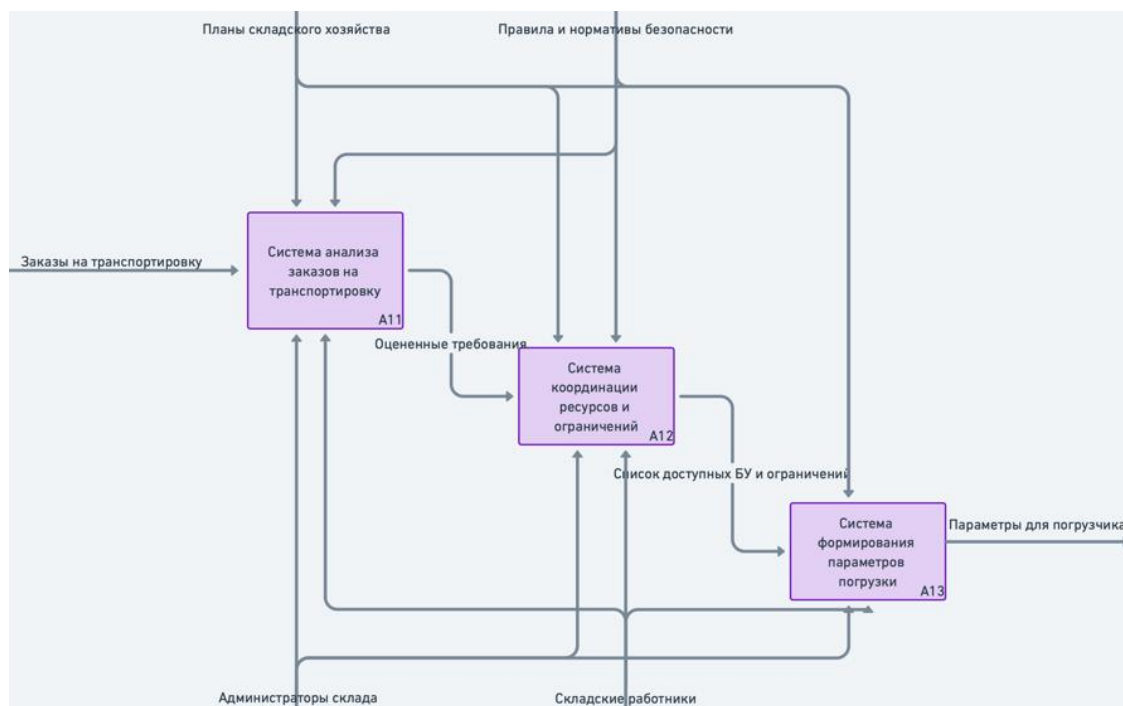 Планы складского хозяйства
Правила и нормативы безопасности
Заказы на транспортировку
Система анализа
заказов на
транспортировку
A11
Оцененные требования
Система
координации
ресурсов и
ограничений
A12
Список доступных БУ и ограничений
Система
формирования
параметров
погрузки
A13
Параметры для погрузчика
Администраторы склада
Складские работники